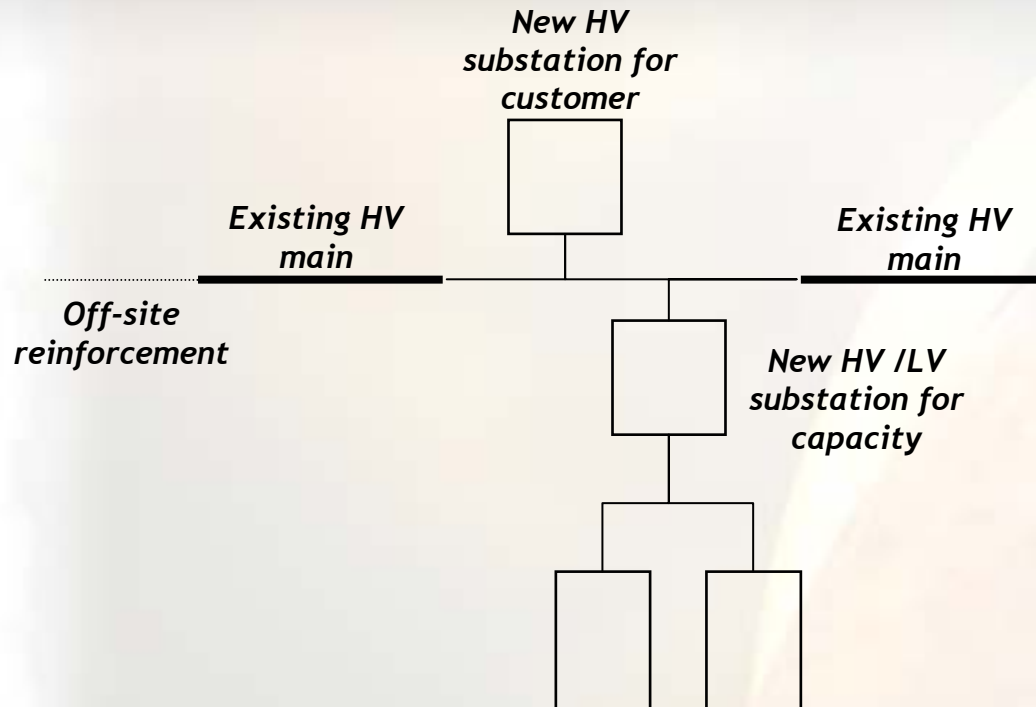 New HV
substation for
customer
Existing HV
main
Existing HV
main
Off-site
reinforcement
New HV /LV
substation for
capacity